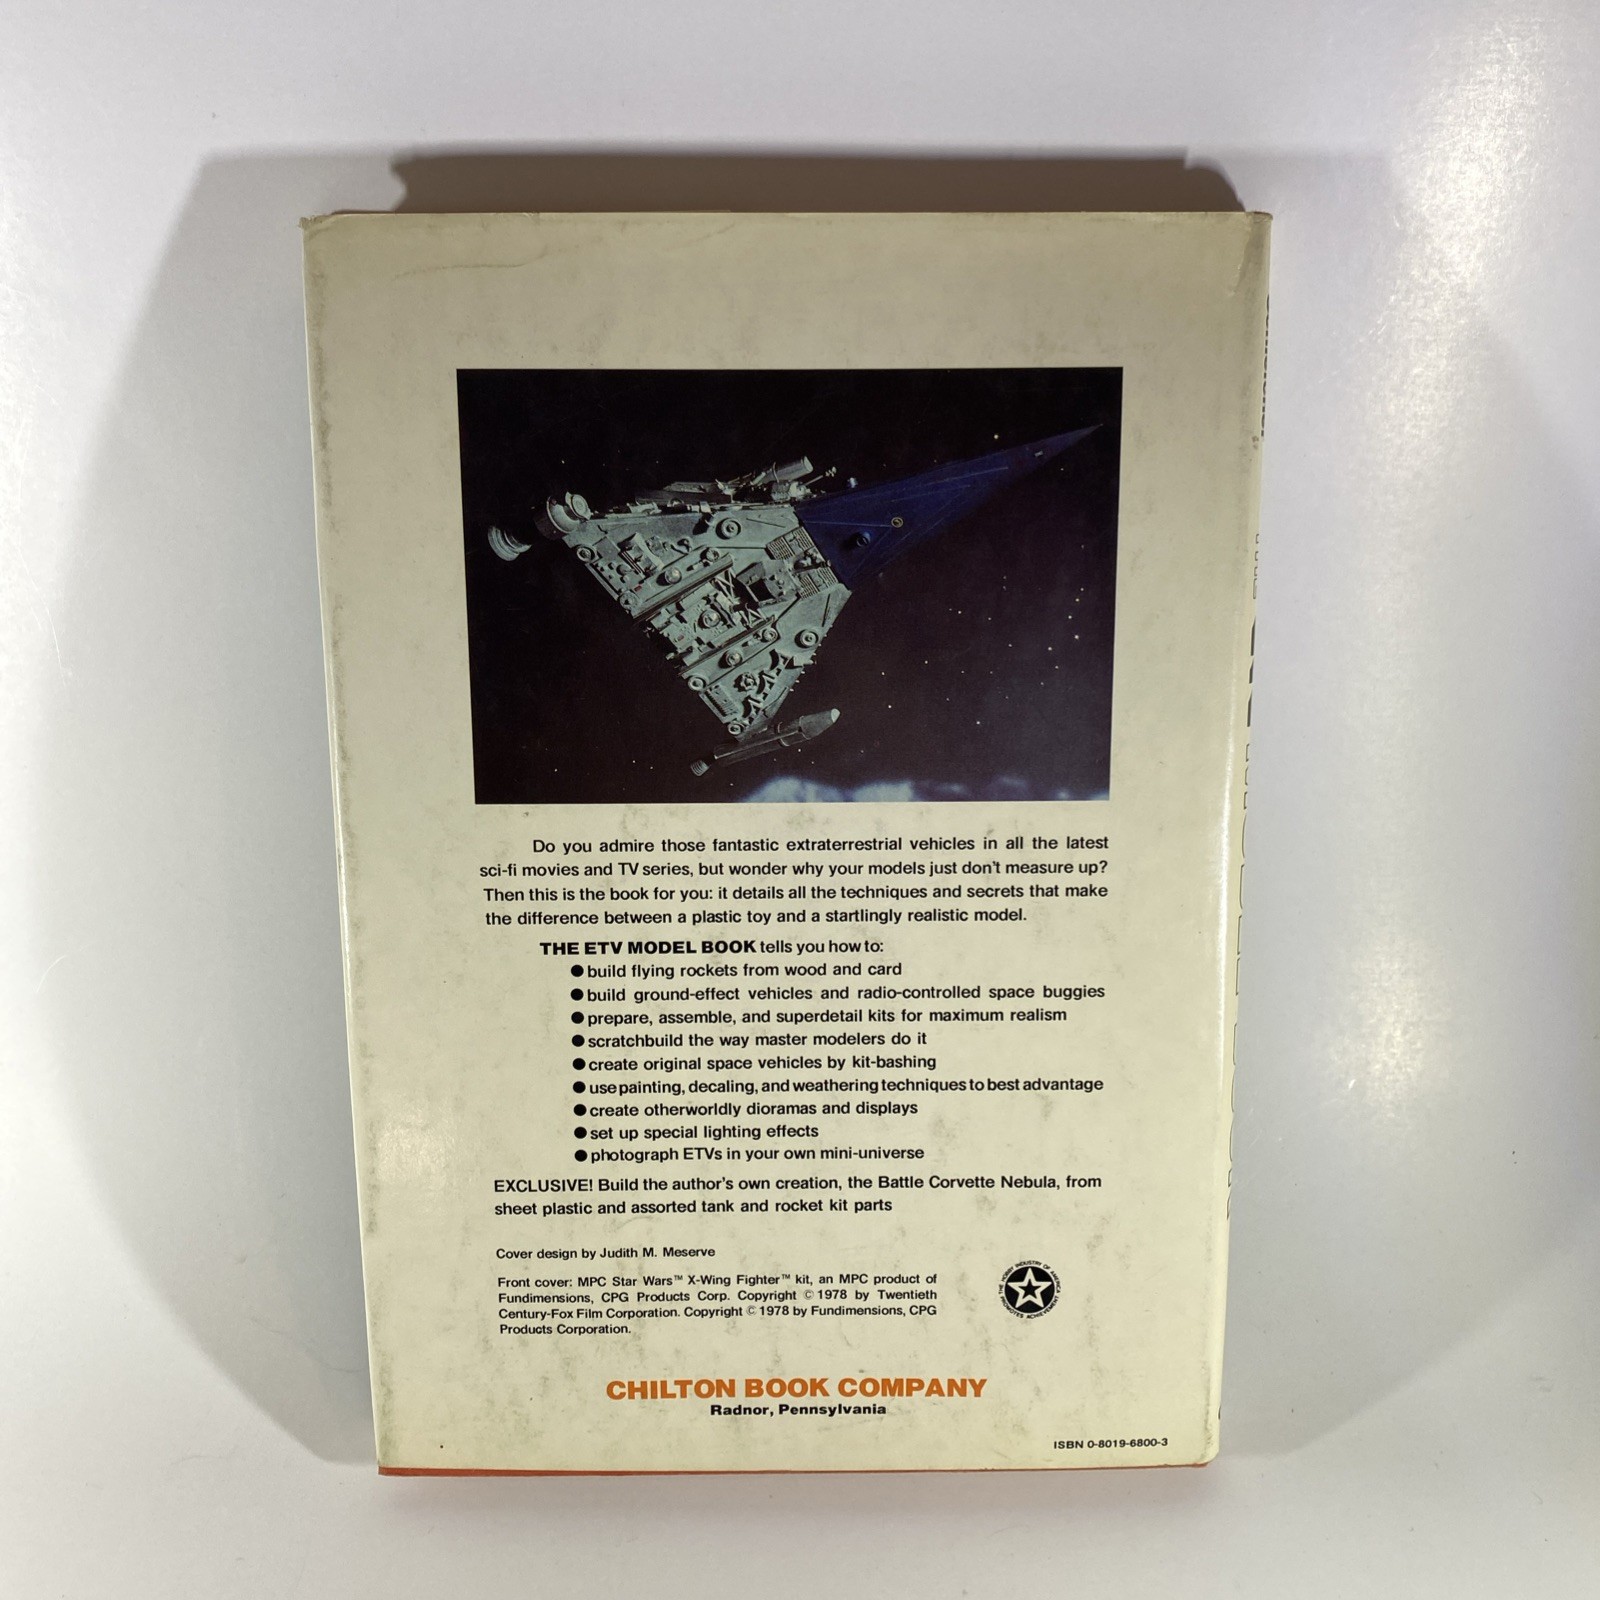 Do you admire those fantastic extraterrestrial vehicles in all the latest
sci-fi movies and TV series, but wonder why your models just don't measure up?
Then this is the book for you: it details all the techniques and secrets that make
the difference between a plastic toy and a startlingly realistic model.
THE ETV MODEL BOOK tells you how to:
● build flying rockets from wood and card
● build ground-effect vehicles and radio-controlled space buggies
● prepare, assemble, and superdetail kits for maximum realism
● scratchbuild the way master modelers do it
● create original space vehicles by kit-bashing
● use painting, decaling, and weathering techniques to best advantage
● create otherworldly dioramas and displays
● set up special lighting effects
● photograph ETVs in your own mini-universe
EXCLUSIVE! Build the author's own creation, the Battle Corvette Nebula, from
sheet plastic and assorted tank and rocket kit parts
Cover design by Judith M. Meserve
Front cover: MPC Star Wars™ X-Wing Fighter™ kit, an MPC product of
Fundimensions, CPG Products Corp. Copyright © 1978 by Twentieth
Century-Fox Film Corporation. Copyright © 1978 by Fundimensions, CPG
Products Corporation.
THE HOBBY INDUSTRY OF AMERICA
PROMOTES ACHIEVEMENT
CHILTON BOOK COMPANY
Radnor, Pennsylvania
ISBN 0-8019-6800-3